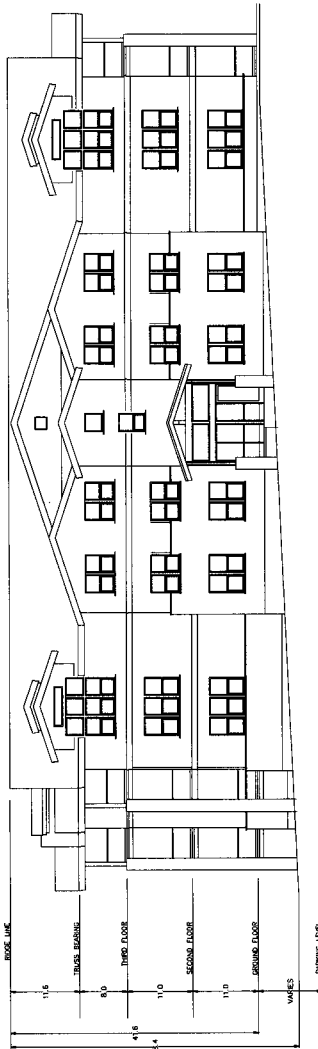 RIDGE LINE
11.6
TRUSS BEARING
8.0
THIRD FLOOR
11.0
SECOND FLOOR
11.0
GROUND FLOOR
VARIES
41.6